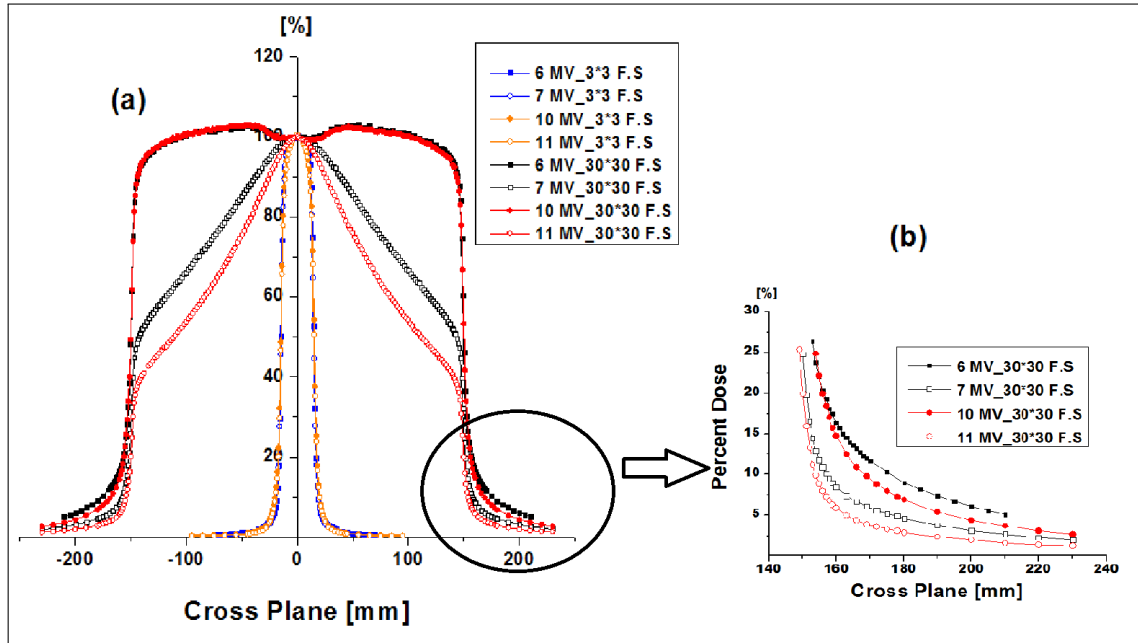 [%]
120
100
80
60
40
20
-200 -100 0 100 200
Cross Plane [mm]
(a)
6 MV_3*3 F.S
7 MV_3*3 F.S
10 MV_3*3 F.S
11 MV_3*3 F.S
6 MV_30*30 F.S
7 MV_30*30 F.S
10 MV_30*30 F.S
11 MV_30*30 F.S
(b)
[%]
30
25
20
15
10
5
Percent Dose
140 160 180 200 220 240
Cross Plane [mm]
6 MV_30*30 F.S
7 MV_30*30 F.S
10 MV_30*30 F.S
11 MV_30*30 F.S